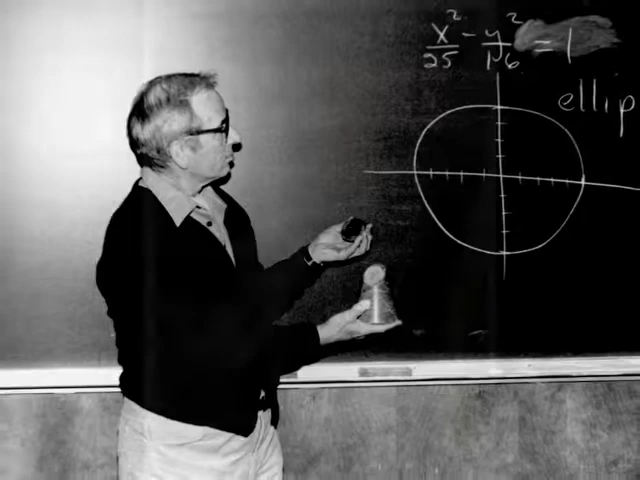 x²/25 - y²/16 = 1
ellip